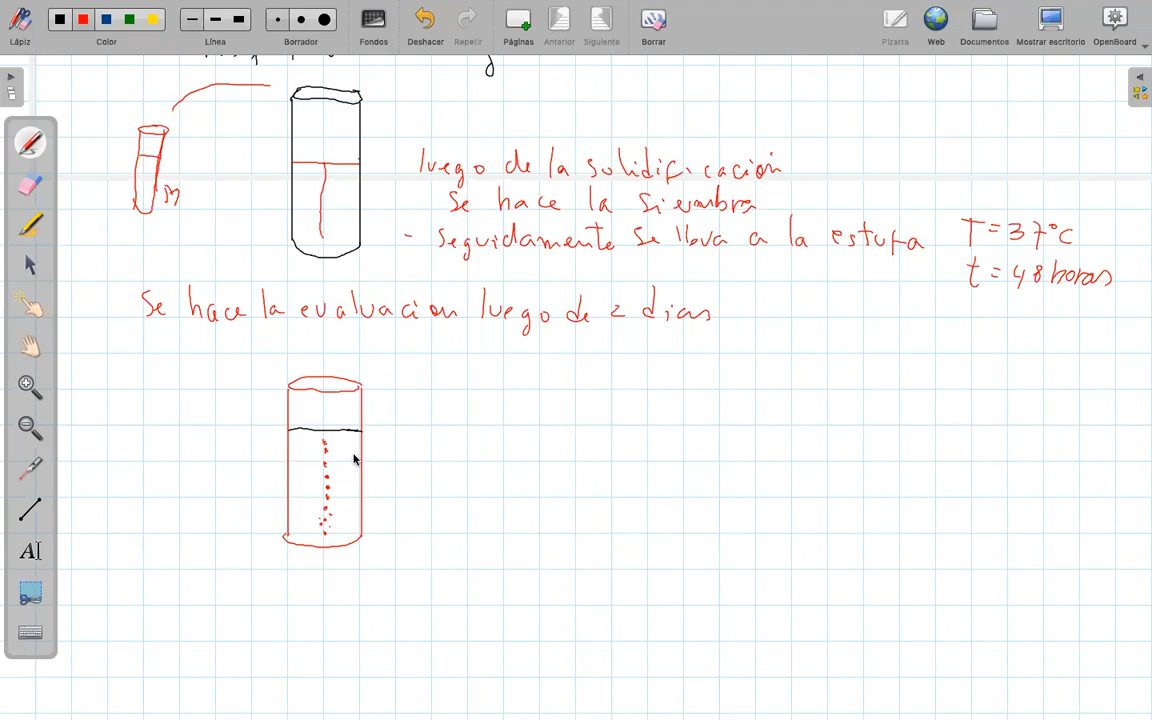 Lápiz Color Línea Borrador Fondos Deshacer Repetir Páginas Anterior Siguiente Borrar Pizarra Web Documentos Mostrar escritorio OpenBoard
luego de la solidificación
se hace la siembra
- seguidamente se lleva a la estufa T = 37°C
t = 48 horas
Se hace la evaluacion luego de 2 dias
A